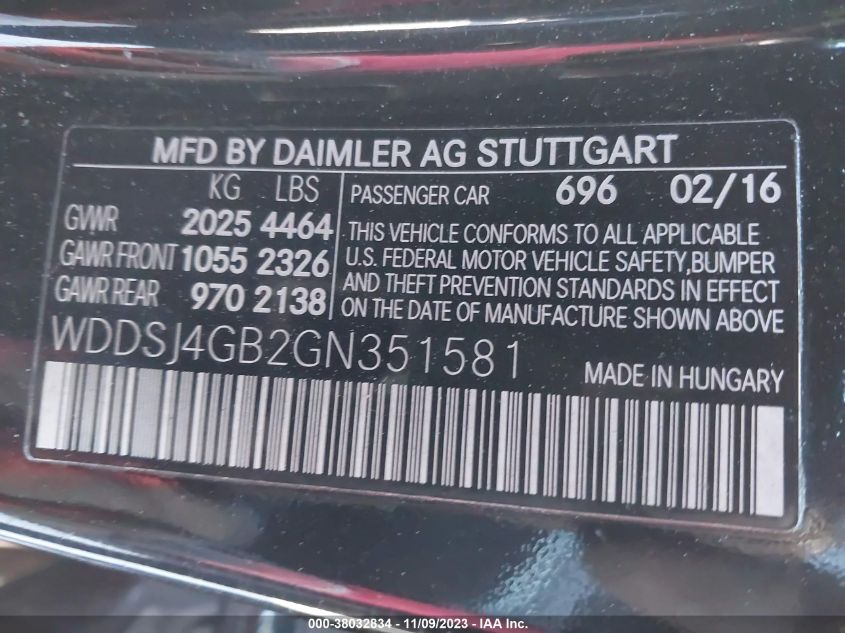 MFD BY DAIMLER AG STUTTGART
KG LBS
GVWR 2025 4464
GAWR FRONT 1055 2326
GAWR REAR 970 2138
PASSENGER CAR 696 02/16
THIS VEHICLE CONFORMS TO ALL APPLICABLE
U.S. FEDERAL MOTOR VEHICLE SAFETY,BUMPER
AND THEFT PREVENTION STANDARDS IN EFFECT
ON THE DATE OF MANUFACTURE SHOWN ABOVE
WDDSJ4GB2GN351581
MADE IN HUNGARY
000-38032834 - 11/09/2023 - IAA Inc.